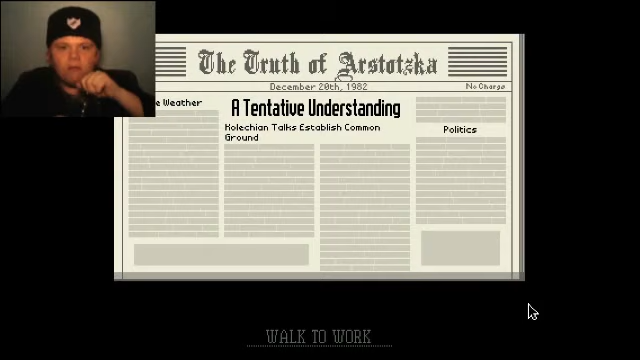 The Truth of Arstotzka
December 20th, 1982
No Charge
e Weather
A Tentative Understanding
Kolechian Talks Establish Common
Ground
Politics
WALK TO WORK